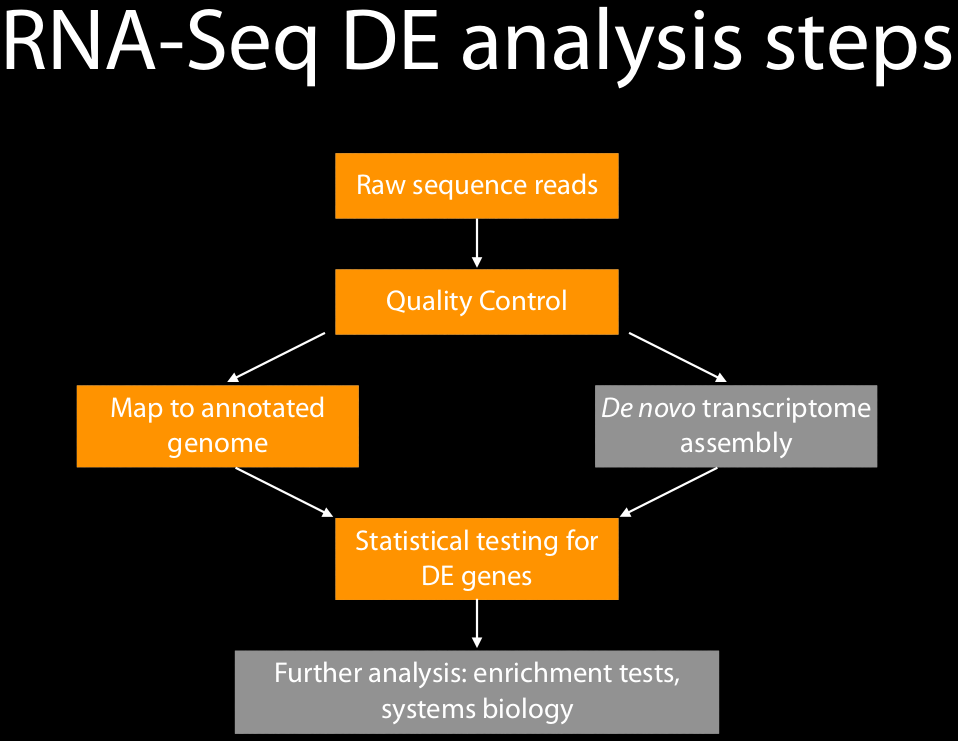 RNA-Seq DE analysis steps
Raw sequence reads
Quality Control
Map to annotated
genome
De novo transcriptome
assembly
Statistical testing for
DE genes
Further analysis: enrichment tests,
systems biology